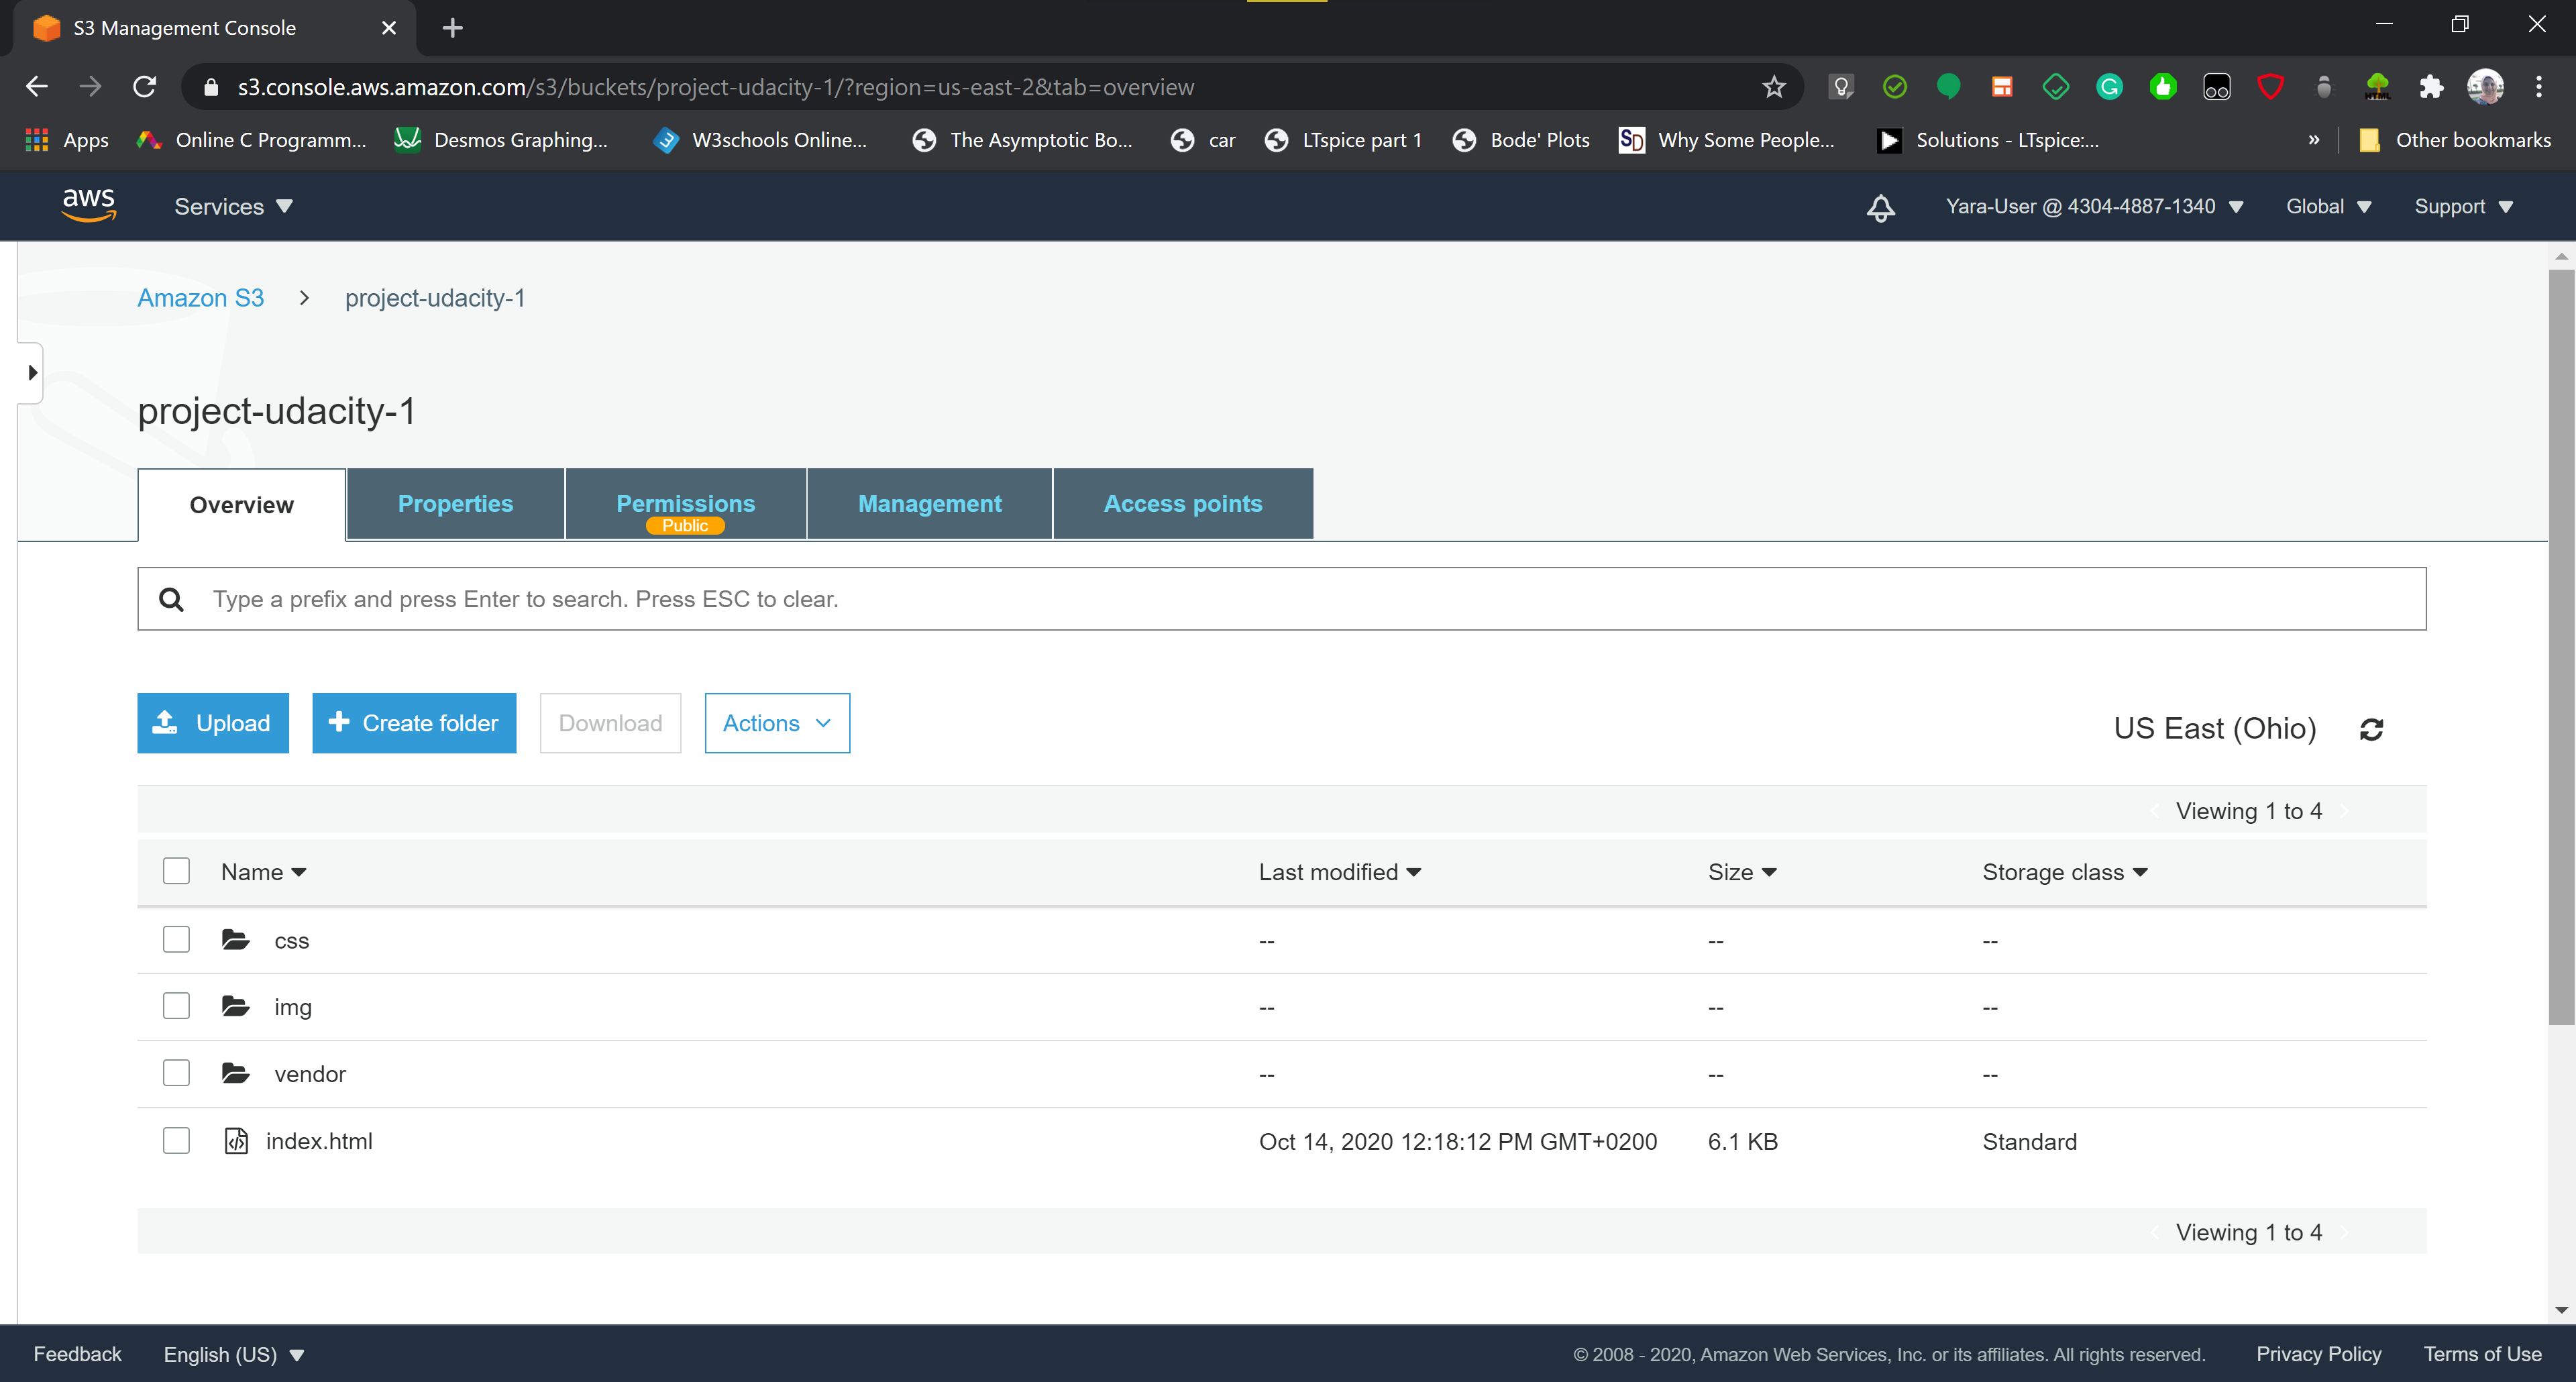 S3 Management Console
s3.console.aws.amazon.com/s3/buckets/project-udacity-1/?region=us-east-2&tab=overview
Apps
Online C Programm...
Desmos Graphing...
W3schools Online...
The Asymptotic Bo...
car
LTspice part 1
Bode' Plots
SD
Why Some People...
Solutions - LTspice:...
»
Other bookmarks
aws
Services
Yara-User @ 4304-4887-1340
Global
Support
Amazon S3 > project-udacity-1
project-udacity-1
Overview
Properties
Permissions
Public
Management
Access points
Type a prefix and press Enter to search. Press ESC to clear.
Upload
+ Create folder
Download
Actions
US East (Ohio)
Viewing 1 to 4
Name
Last modified
Size
Storage class
css -- -- --
img -- -- --
vendor -- -- --
index.html Oct 14, 2020 12:18:12 PM GMT+0200 6.1 KB Standard
Viewing 1 to 4
Feedback
English (US)
© 2008 - 2020, Amazon Web Services, Inc. or its affiliates. All rights reserved.
Privacy Policy
Terms of Use